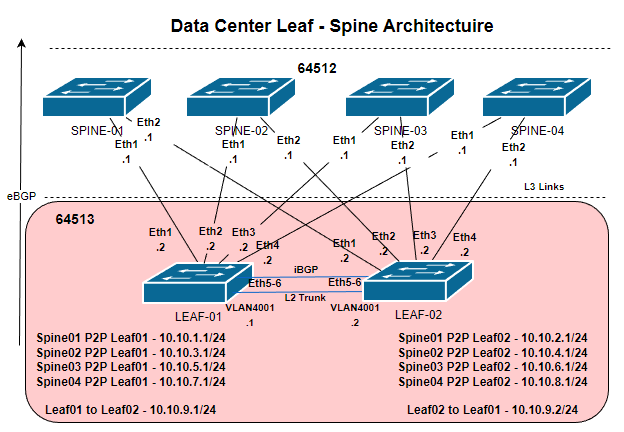 Data Center Leaf - Spine Architectuire
64512
SPINE-01
SPINE-02
SPINE-03
SPINE-04
Eth1
.1
Eth2
.1
Eth1
.1
Eth2
.1
Eth1
.1
Eth2
.1
Eth1
.1
Eth2
.1
L3 Links
eBGP
64513
Eth1
.2
Eth2
.2
Eth3
.2
Eth4
.2
Eth1
.2
Eth2
.2
Eth3
.2
Eth4
.2
iBGP
Eth5-6
Eth5-6
L2 Trunk
LEAF-01
VLAN4001
.1
VLAN4001
.2
LEAF-02
Spine01 P2P Leaf01 - 10.10.1.1/24
Spine02 P2P Leaf01 - 10.10.3.1/24
Spine03 P2P Leaf01 - 10.10.5.1/24
Spine04 P2P Leaf01 - 10.10.7.1/24
Leaf01 to Leaf02 - 10.10.9.1/24
Spine01 P2P Leaf02 - 10.10.2.1/24
Spine02 P2P Leaf02 - 10.10.4.1/24
Spine03 P2P Leaf02 - 10.10.6.1/24
Spine04 P2P Leaf02 - 10.10.8.1/24
Leaf02 to Leaf01 - 10.10.9.2/24